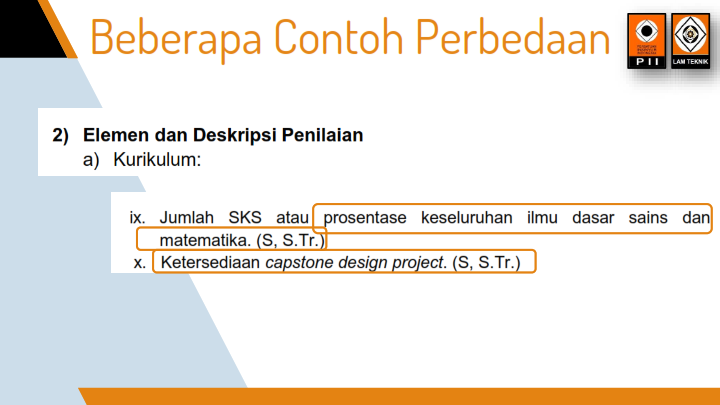 Beberapa Contoh Perbedaan
PII
LAM TEKNIK
2) Elemen dan Deskripsi Penilaian
a) Kurikulum:
ix. Jumlah SKS atau prosentase keseluruhan ilmu dasar sains dan
matematika. (S, S.Tr.)
x. Ketersediaan capstone design project. (S, S.Tr.)